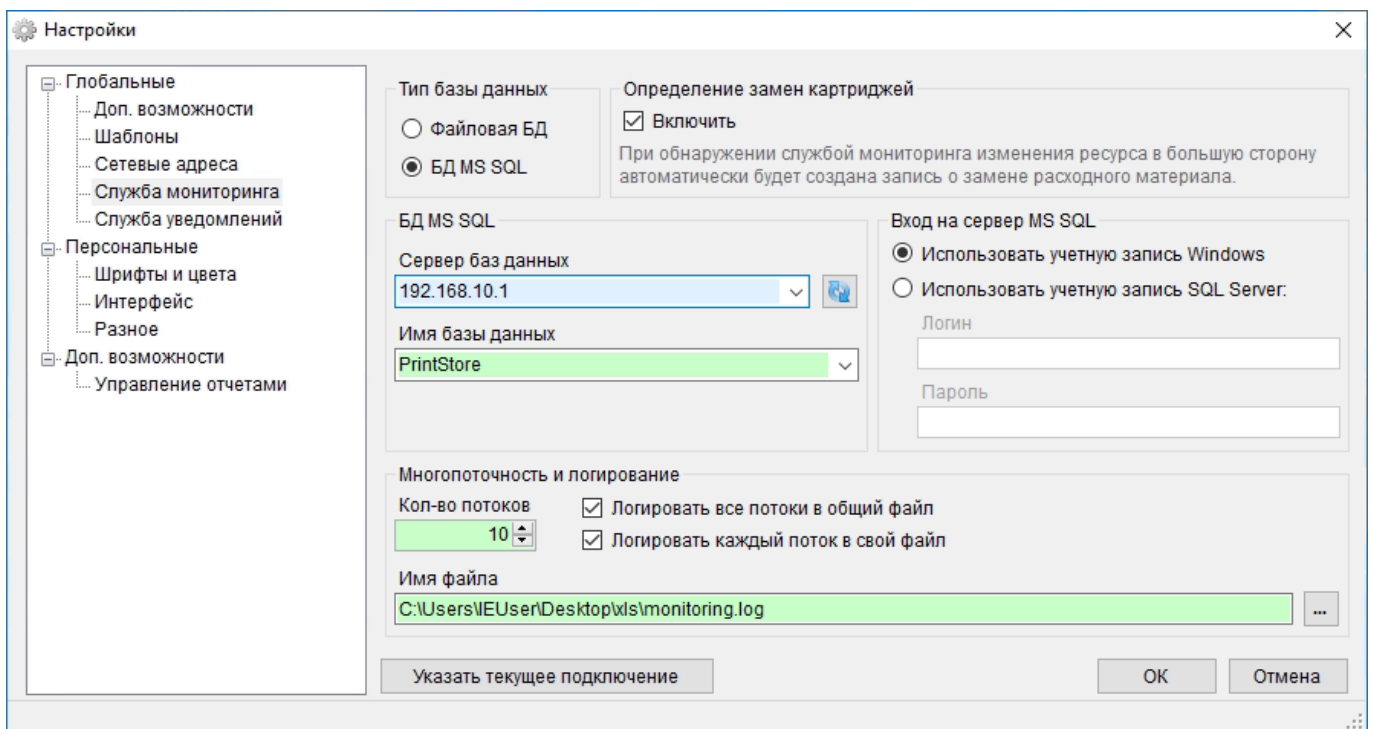 Настройки
Глобальные
Доп. возможности
Шаблоны
Сетевые адреса
Служба мониторинга
Служба уведомлений
Персональные
Шрифты и цвета
Интерфейс
Разное
Доп. возможности
Управление отчетами
Тип базы данных
Файловая БД
БД MS SQL
Определение замен картриджей
Включить
При обнаружении службой мониторинга изменения ресурса в большую сторону
автоматически будет создана запись о замене расходного материала.
БД MS SQL
Сервер баз данных
192.168.10.1
Имя базы данных
PrintStore
Вход на сервер MS SQL
Использовать учетную запись Windows
Использовать учетную запись SQL Server:
Логин
Пароль
Многопоточность и логирование
Кол-во потоков
10
Логировать все потоки в общий файл
Логировать каждый поток в свой файл
Имя файла
C:\Users\IEUser\Desktop\xls\monitoring.log
...
Указать текущее подключение
ОК
Отмена